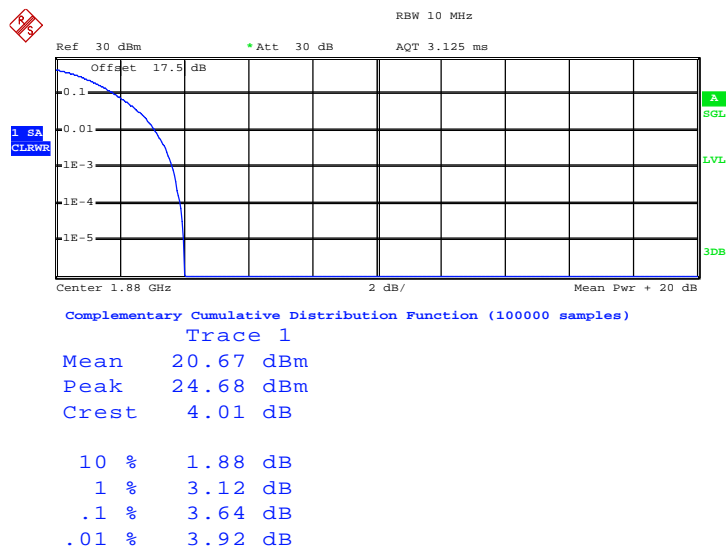 RBW 10 MHz
Ref 30 dBm * Att 30 dB AQT 3.125 ms
Offset 17.5 dB
0.1
A
SGL
1 SA
0.01
CLRWR
1E-3
LVL
1E-4
1E-5
3DB
Center 1.88 GHz 2 dB/ Mean Pwr + 20 dB
Complementary Cumulative Distribution Function (100000 samples)
Trace 1
Mean 20.67 dBm
Peak 24.68 dBm
Crest 4.01 dB
10 % 1.88 dB
1 % 3.12 dB
.1 % 3.64 dB
.01 % 3.92 dB
R/S